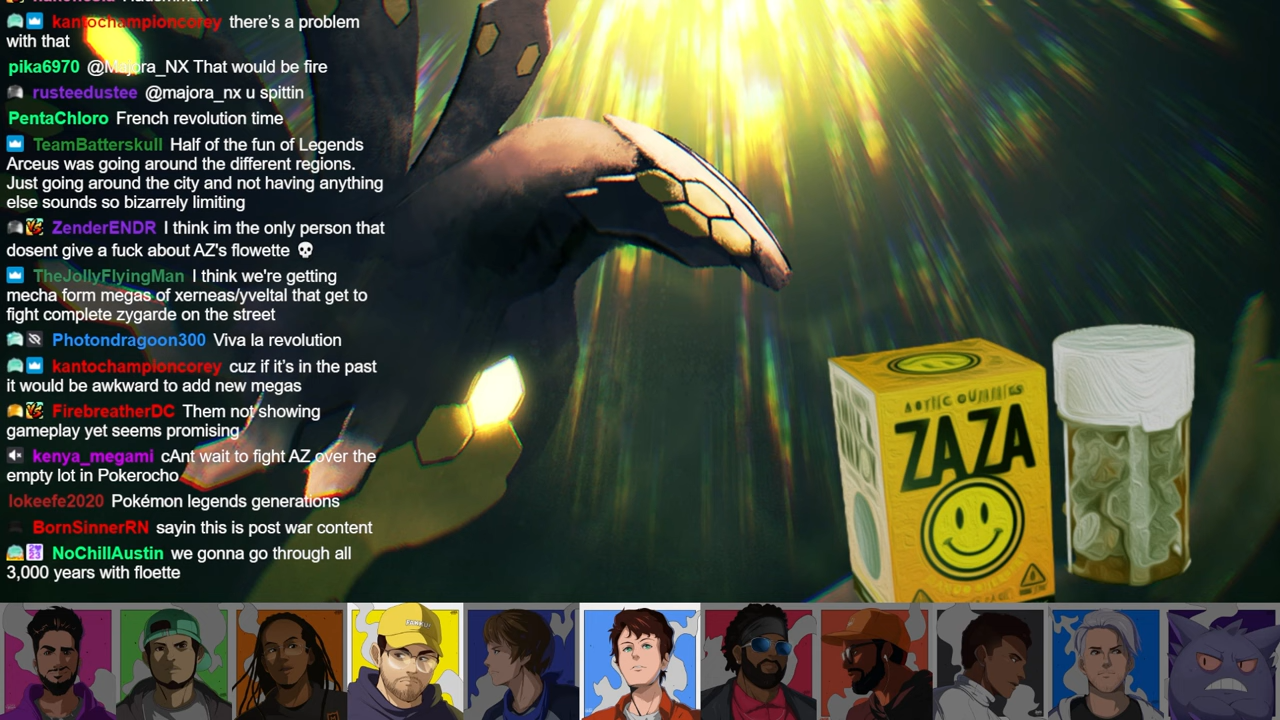 kantochampioncorey there's a problem
with that
pika6970 @Majora_NX That would be fire
rusteedustee @majora_nx u spittin
PentaChloro French revolution time
TeamBatterskull Half of the fun of Legends
Arceus was going around the different regions.
Just going around the city and not having anything
else sounds so bizarrely limiting
ZenderENDR I think im the only person that
dosent give a fuck about AZ's flowette 💀
TheJollyFlyingMan I think we're getting
mecha form megas of xerneas/yveltal that get to
fight complete zygarde on the street
Photondragoon300 Viva la revolution
kantochampioncorey cuz if it's in the past
it would be awkward to add new megas
FirebreatherDC Them not showing
gameplay yet seems promising
kenya_megami cAnt wait to fight AZ over the
empty lot in Pokerocho
lokeefe2020 Pokémon legends generations
BornSinnerRN sayin this is post war content
NoChillAustin we gonna go through all
3,000 years with floette
ZAZA